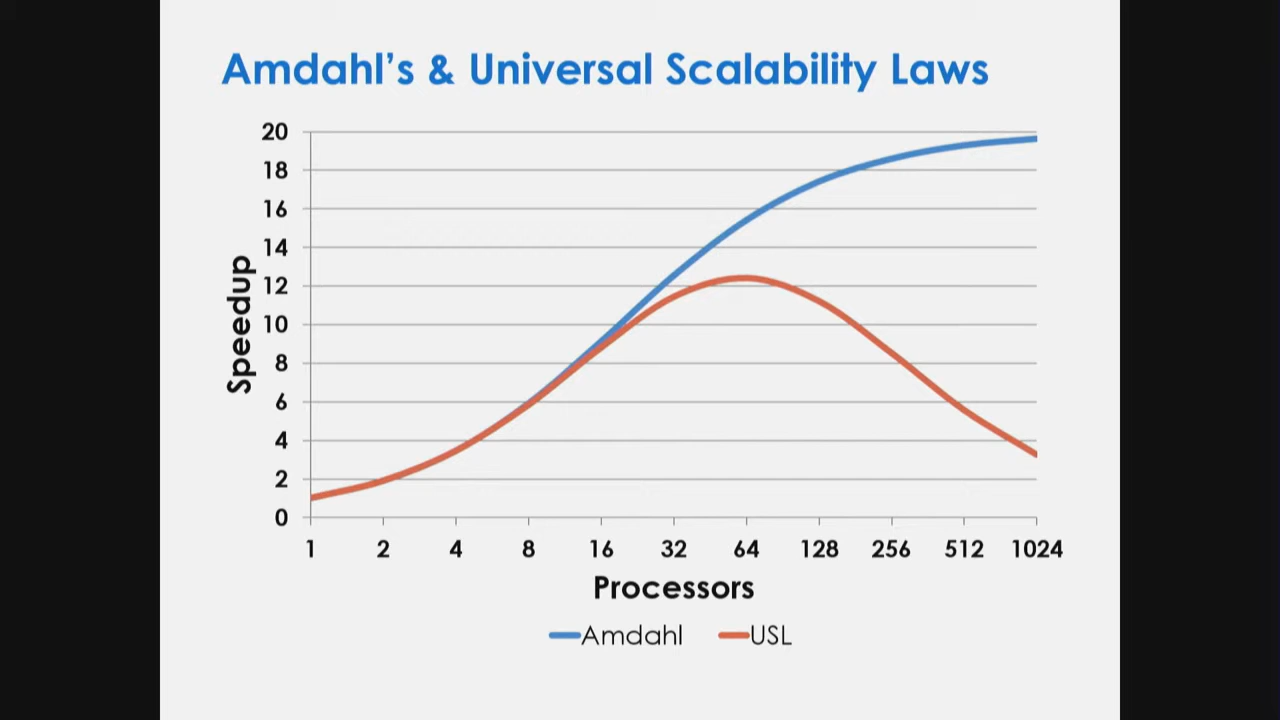 Amdahl's & Universal Scalability Laws
20
18
16
14
12
10
8
6
4
2
0
Speedup
1 2 4 8 16 32 64 128 256 512 1024
Processors
Amdahl USL